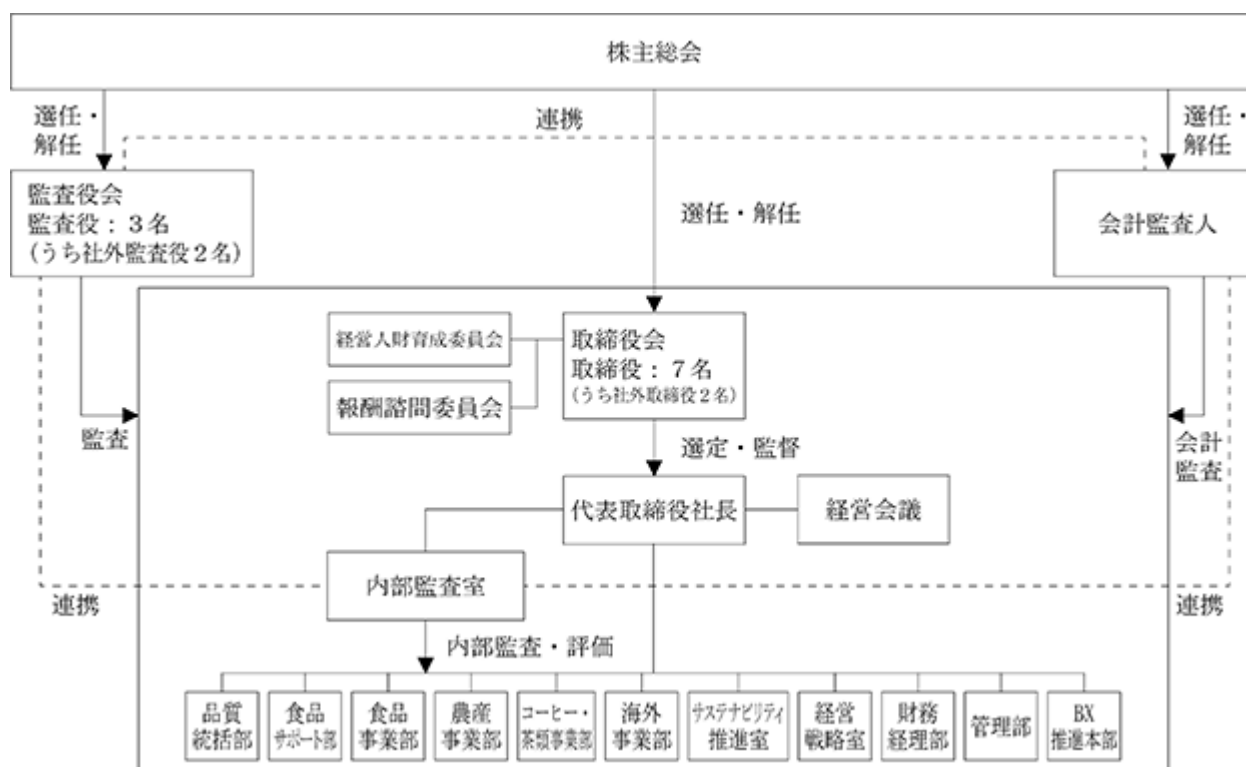 株主総会
選任・
解任
連携
選任・
解任
監査役会
監査役：３名
(うち社外監査役２名)
選任・解任
会計監査人
経営人財育成委員会
取締役会
取締役：７名
(うち社外取締役２名)
報酬諮問委員会
監査
会計
監査
選定・監督
代表取締役社長
経営会議
内部監査室
連携
連携
内部監査・評価
品質
統括部
食品
サポート部
食品
事業部
農産
事業部
コーヒー・
茶類事業部
海外
事業部
サステナビリティ
推進室
経営
戦略室
財務
経理部
管理部
BX
推進本部